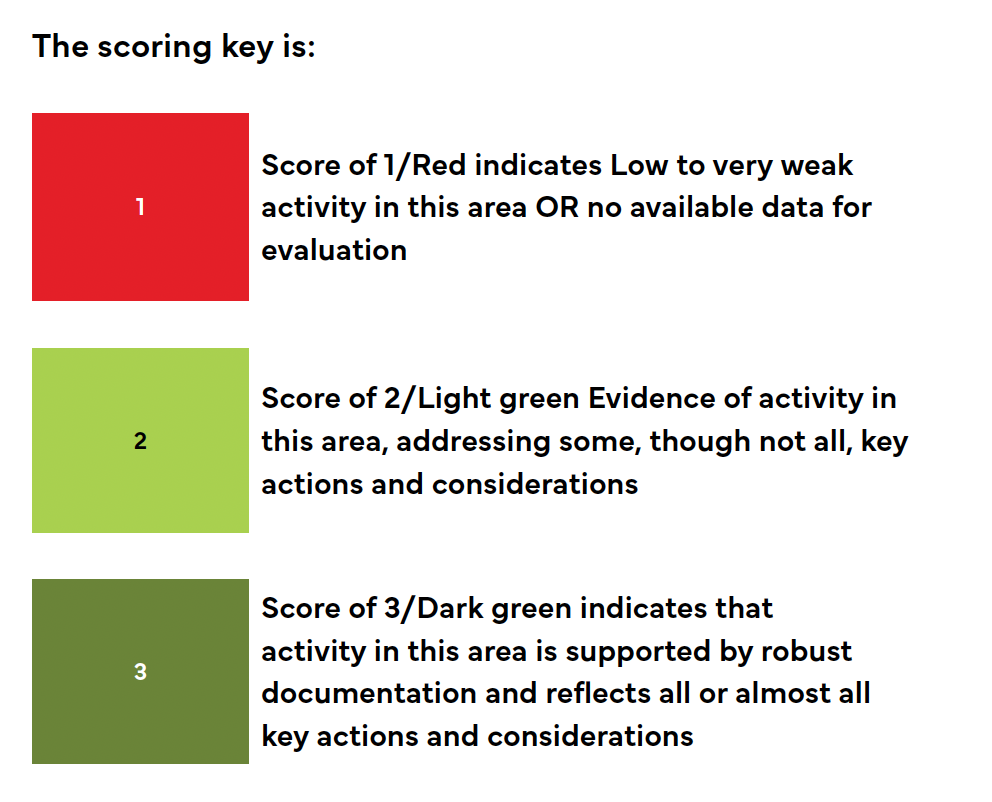 The scoring key is:
1
Score of 1/Red indicates Low to very weak
activity in this area OR no available data for
evaluation
2
Score of 2/Light green Evidence of activity in
this area, addressing some, though not all, key
actions and considerations
3
Score of 3/Dark green indicates that
activity in this area is supported by robust
documentation and reflects all or almost all
key actions and considerations